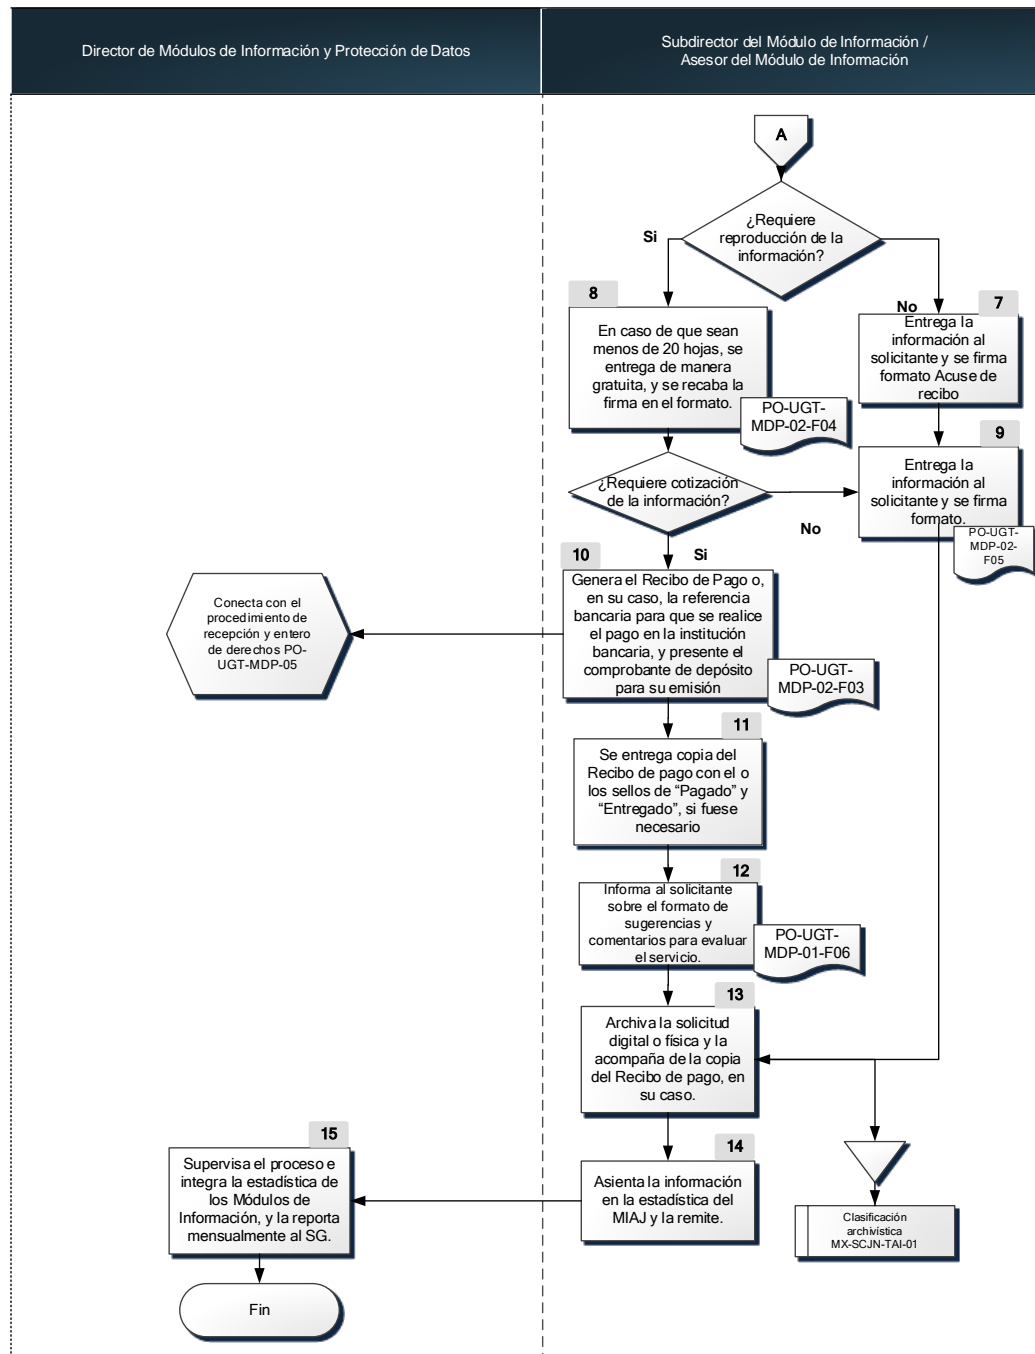 Director de Módulos de Información y Protección de Datos
Subdirector del Módulo de Información /
Asesor del Módulo de Información
A
¿Requiere
reproducción de la
información?
Si
No
8
En caso de que sean
menos de 20 hojas, se
entrega de manera
gratuita, y se recaba la
firma en el formato.
PO-UGT-
MDP-02-F04
7
Entrega la
información al
solicitante y se firma
formato Acuse de
recibo
¿Requiere cotización
de la información?
No
Si
9
Entrega la
información al
solicitante y se firma
formato.
PO-UGT-
MDP-02-
F05
10
Genera el Recibo de Pago o,
en su caso, la referencia
bancaria para que se realice
el pago en la institución
bancaria, y presente el
comprobante de depósito
para su emisión
PO-UGT-
MDP-02-F03
Conecta con el
procedimiento de
recepción y entero
de derechos PO-
UGT-MDP-05
11
Se entrega copia del
Recibo de pago con el o
los sellos de “Pagado” y
“Entregado”, si fuese
necesario
12
Informa al solicitante
sobre el formato de
sugerencias y
comentarios para evaluar
el servicio.
PO-UGT-
MDP-01-F06
13
Archiva la solicitud
digital o física y la
acompaña de la copia
del Recibo de pago, en
su caso.
Clasificación
archivística
MX-SCJN-TAI-01
14
Asienta la información
en la estadística del
MIAJ y la remite.
15
Supervisa el proceso e
integra la estadística de
los Módulos de
Información, y la reporta
mensualmente al SG.
Fin